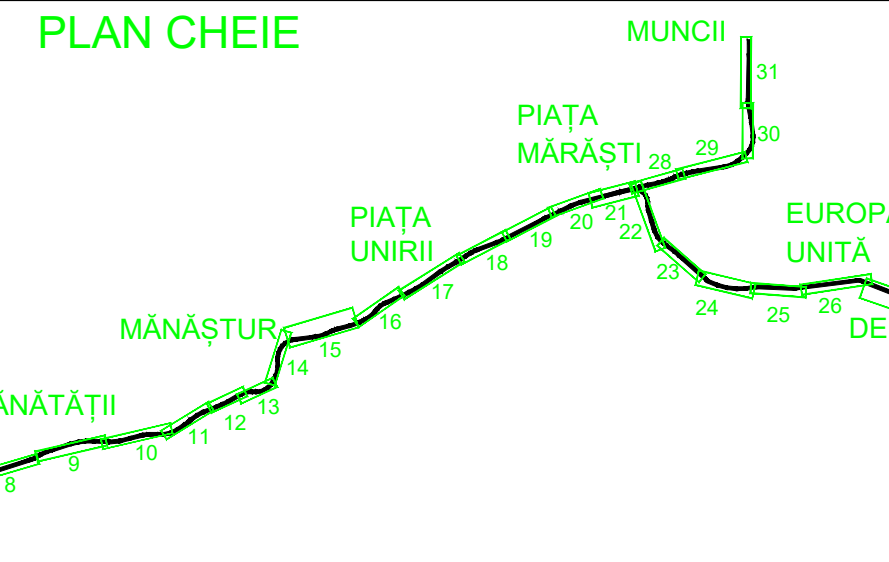 PLAN CHEIE
MUNCII
31
PIAȚA
30
MĂRĂȘTI
28
29
20
21
22
EUROPA
UNITĂ
PIAȚA
UNIRII
19
18
23
17
24
25
26
DE
16
MĂNĂȘTUR
15
14
13
12
11
ĂNĂTĂȚII
10
9
8